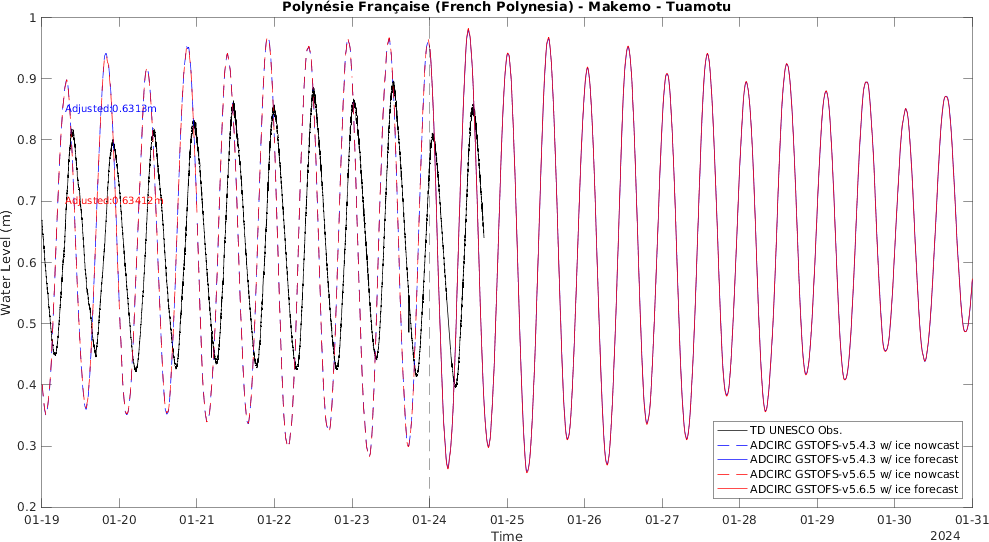 Polynésie Française (French Polynesia) - Makemo - Tuamotu
1
0.9
0.8
0.7
0.6
0.5
0.4
0.3
0.2
Water Level (m)
Adjusted:0.6313m
Adjusted:0.63412m
TD UNESCO Obs.
ADCIRC GSTOFS-v5.4.3 w/ ice nowcast
ADCIRC GSTOFS-v5.4.3 w/ ice forecast
ADCIRC GSTOFS-v5.6.5 w/ ice nowcast
ADCIRC GSTOFS-v5.6.5 w/ ice forecast
01-19 01-20 01-21 01-22 01-23 01-24 01-25 01-26 01-27 01-28 01-29 01-30 01-31
Time
2024